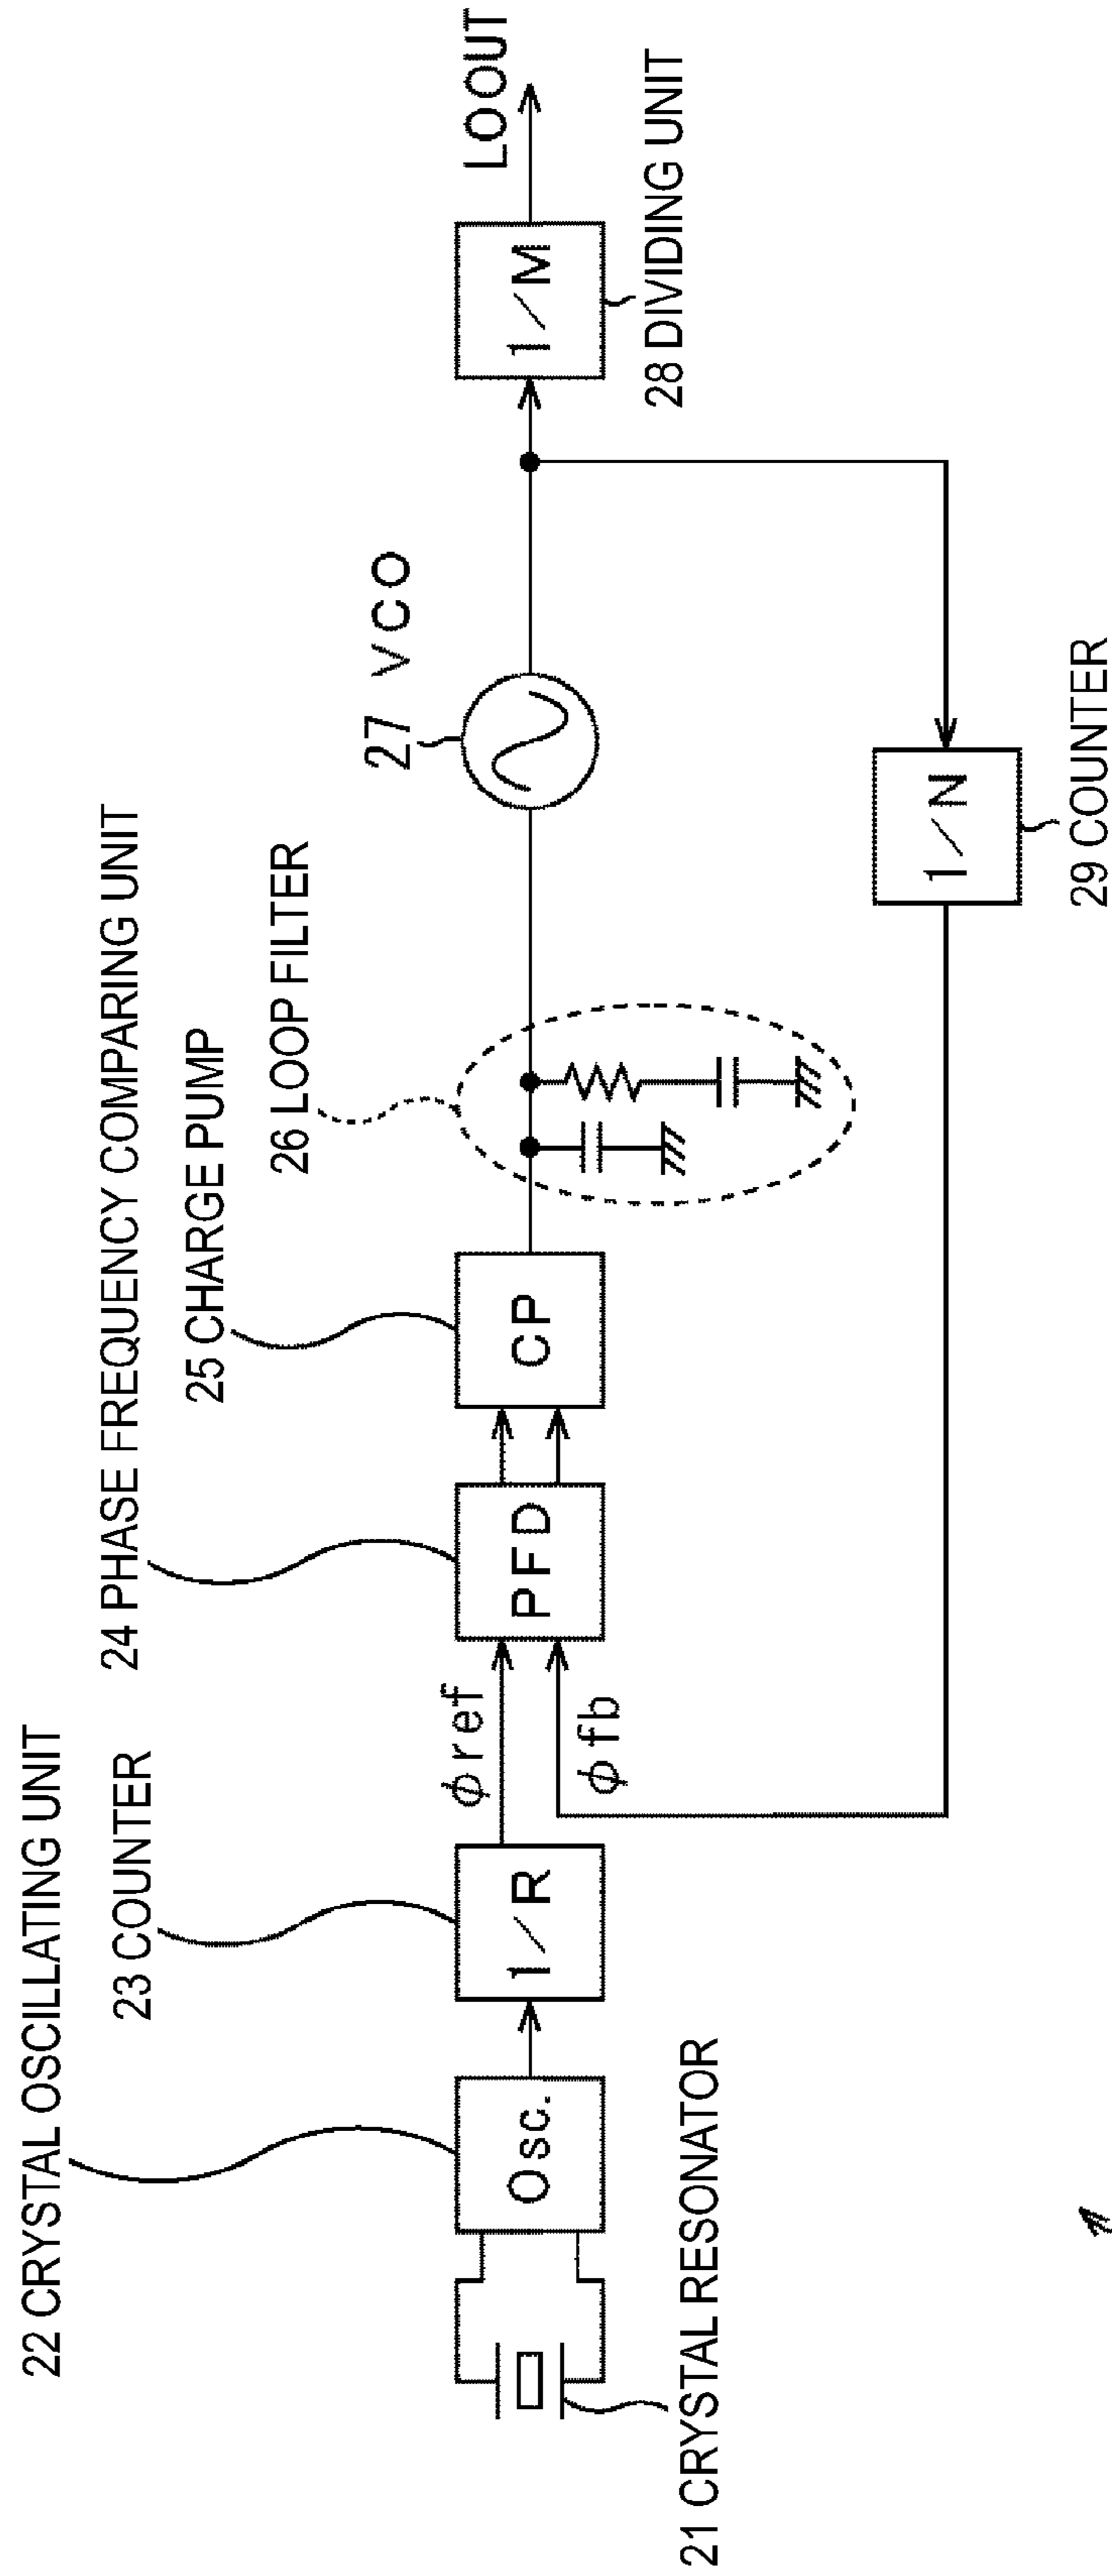 22 CRYSTAL OSCILLATING UNIT
23 COUNTER
24 PHASE FREQUENCY COMPARING UNIT
25 CHARGE PUMP
26 LOOP FILTER
27 VCO
LOOUT
Osc.
1/R
φref
φfb
PFD
CP
1/M
21 CRYSTAL RESONATOR
28 DIVIDING UNIT
1/N
29 COUNTER
1